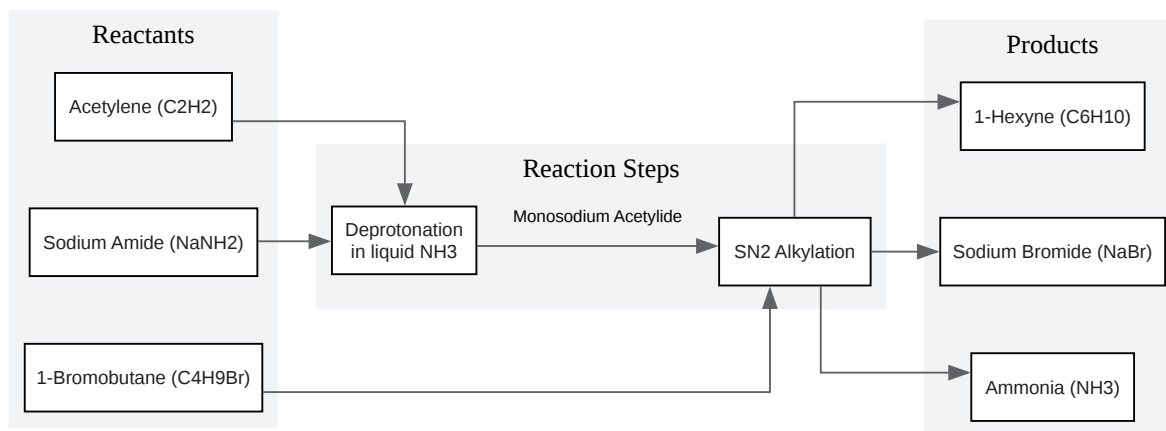 Reactants
Acetylene (C2H2)
Sodium Amide (NaNH2)
1-Bromobutane (C4H9Br)
Reaction Steps
Deprotonation
in liquid NH3
Monosodium Acetylide
SN2 Alkylation
Products
1-Hexyne (C6H10)
Sodium Bromide (NaBr)
Ammonia (NH3)